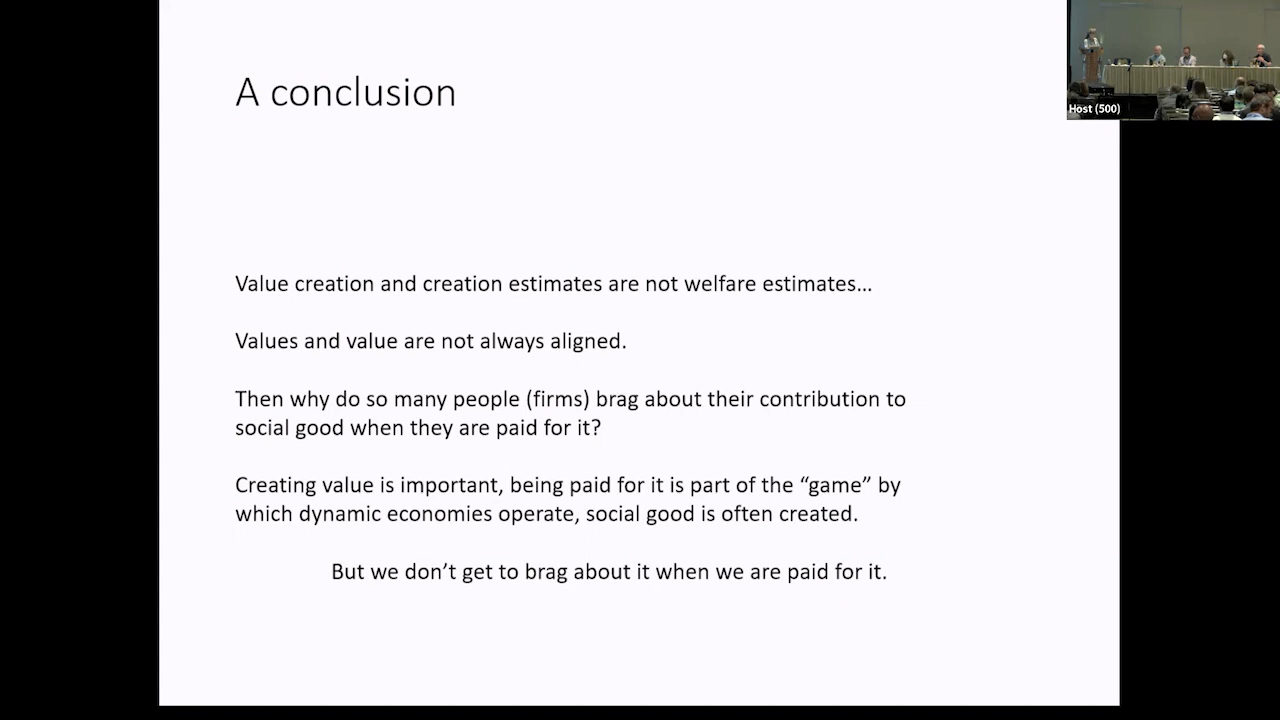 A conclusion
Host (500)
Value creation and creation estimates are not welfare estimates…
Values and value are not always aligned.
Then why do so many people (firms) brag about their contribution to
social good when they are paid for it?
Creating value is important, being paid for it is part of the “game” by
which dynamic economies operate, social good is often created.
But we don’t get to brag about it when we are paid for it.